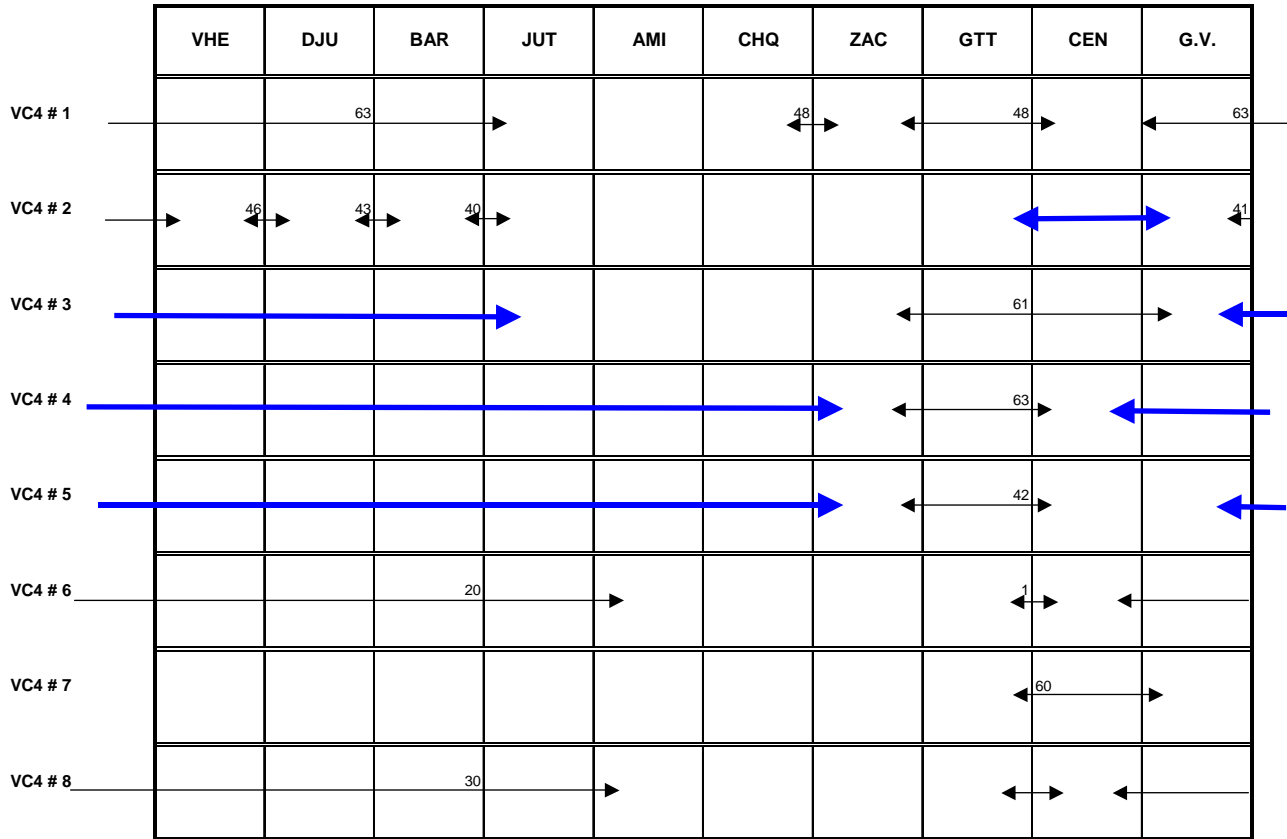 VHE DJU BAR JUT AMI CHQ ZAC GTT CEN G.V.
VC4 # 1 63 48 48 63
VC4 # 2 46 43 40 41
VC4 # 3 61
VC4 # 4 63
VC4 # 5 42
VC4 # 6 20 1
VC4 # 7 60
VC4 # 8 30